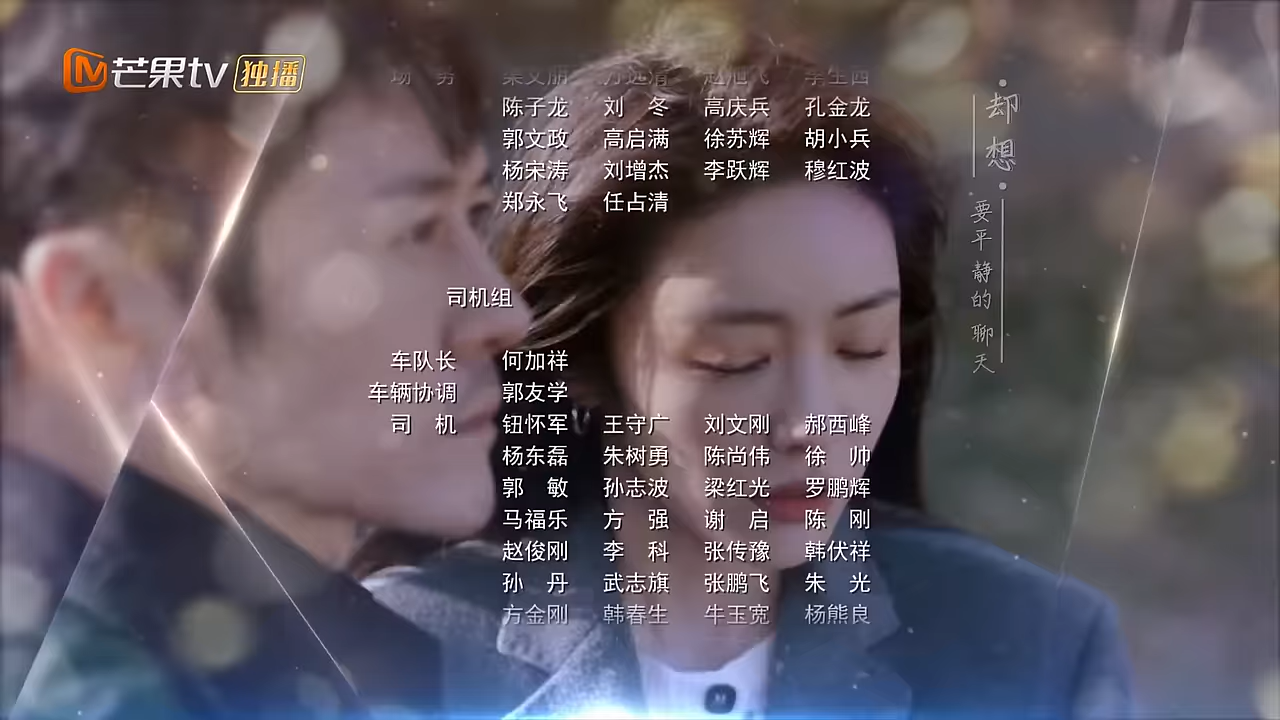 芒果tv 独播
场 务
陈子龙 刘 冬 高庆兵 孔金龙
郭文政 高启满 徐苏辉 胡小兵
杨宋涛 刘增杰 李跃辉 穆红波
郑永飞 任占清
司机组
车队长 何加祥
车辆协调 郭友学
司 机 钮怀军 王守广 刘文刚 郝西峰
杨东磊 朱树勇 陈尚伟 徐 帅
郭 敏 孙志波 梁红光 罗鹏辉
马福乐 方 强 谢 启 陈 刚
赵俊刚 李 科 张传豫 韩伏祥
孙 丹 武志旗 张鹏飞 朱 光
方金刚 韩春生 牛玉宽 杨熊良
却想
要平静的聊天